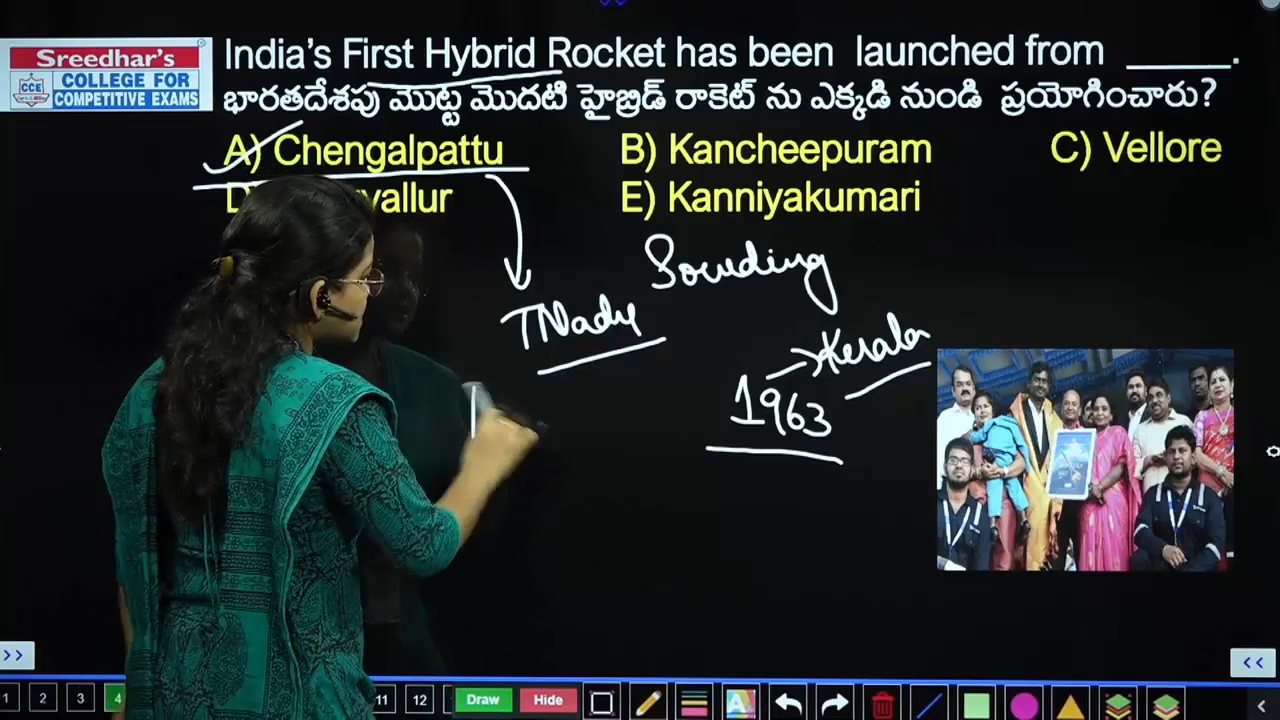 Sreedhar's
CCE
COLLEGE FOR
COMPETITIVE EXAMS
India's First Hybrid Rocket has been launched from _____.
భారతదేశపు మొట్ట మొదటి హైబ్రిడ్ రాకెట్ ను ఎక్కడి నుండి ప్రయోగించారు?
A) Chengalpattu B) Kancheepuram C) Vellore
vallur E) Kanniyakumari
Sounding
TNadu
Kerala
1963
>> <<
1 2 3 4 11 12 Draw Hide